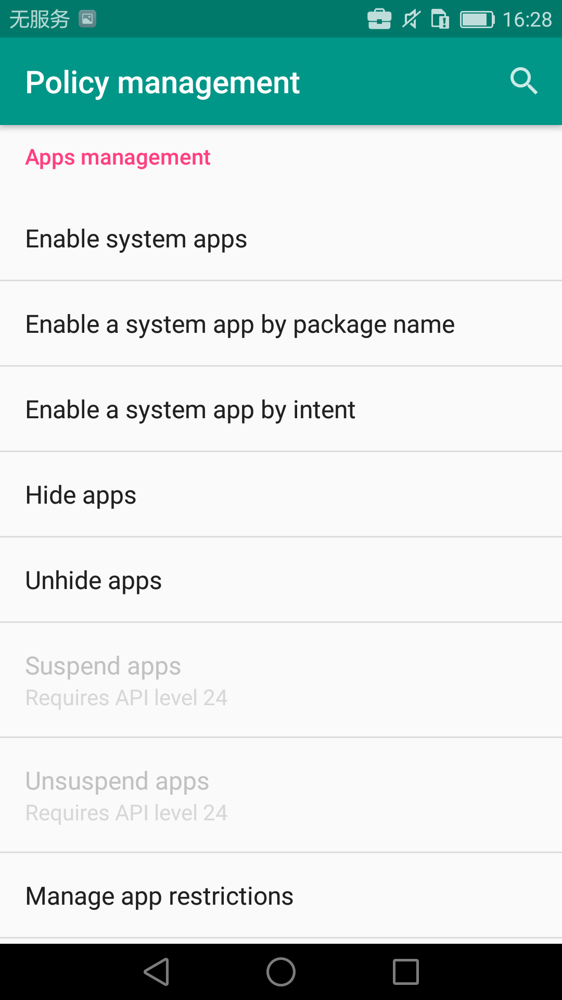 无服务 16:28
Policy management
Apps management
Enable system apps
Enable a system app by package name
Enable a system app by intent
Hide apps
Unhide apps
Suspend apps
Requires API level 24
Unsuspend apps
Requires API level 24
Manage app restrictions